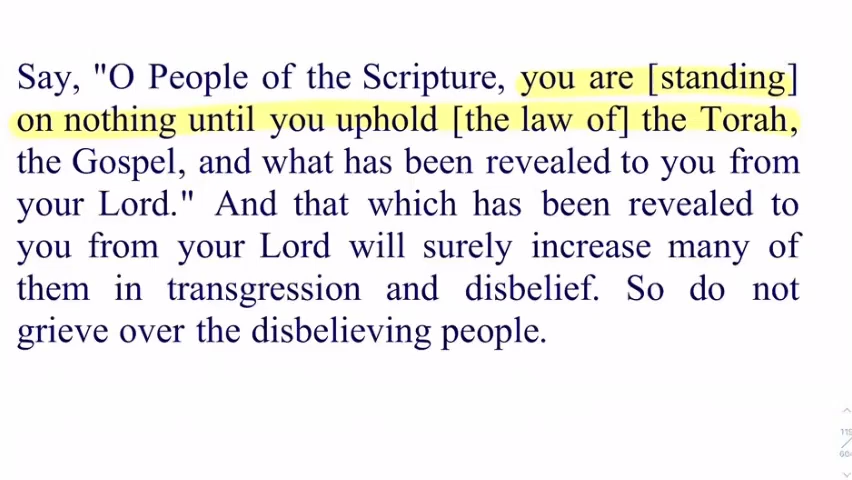 Say, "O People of the Scripture, you are [standing]
on nothing until you uphold [the law of] the Torah,
the Gospel, and what has been revealed to you from
your Lord." And that which has been revealed to
you from your Lord will surely increase many of
them in transgression and disbelief. So do not
grieve over the disbelieving people.